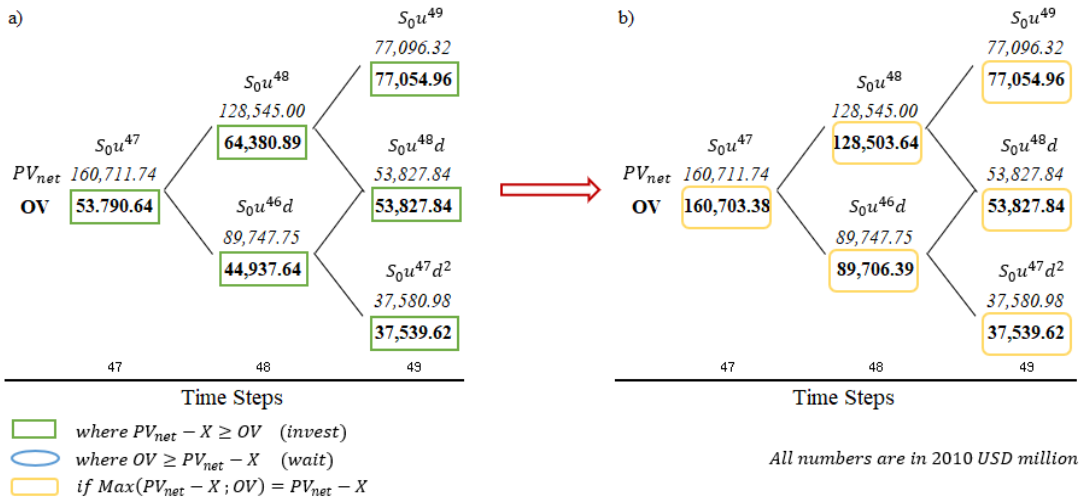 a)
S₀u⁴⁹
77,096.32
77,054.96
S₀u⁴⁸
128,545.00
64,380.89
S₀u⁴⁷
PV_net 160,711.74
OV 53.790.64
S₀u⁴⁸d
53,827.84
53,827.84
S₀u⁴⁶d
89,747.75
44,937.64
S₀u⁴⁷d²
37,580.98
37,539.62
47 48 49
Time Steps
b)
S₀u⁴⁹
77,096.32
77,054.96
S₀u⁴⁸
128,545.00
128,503.64
S₀u⁴⁷
PV_net 160,711.74
OV 160,703.38
S₀u⁴⁸d
53,827.84
53,827.84
S₀u⁴⁶d
89,747.75
89,706.39
S₀u⁴⁷d²
37,580.98
37,539.62
47 48 49
Time Steps
where PV_net − X ≥ OV (invest)
where OV ≥ PV_net − X (wait)
if Max(PV_net − X ; OV) = PV_net − X
All numbers are in 2010 USD million